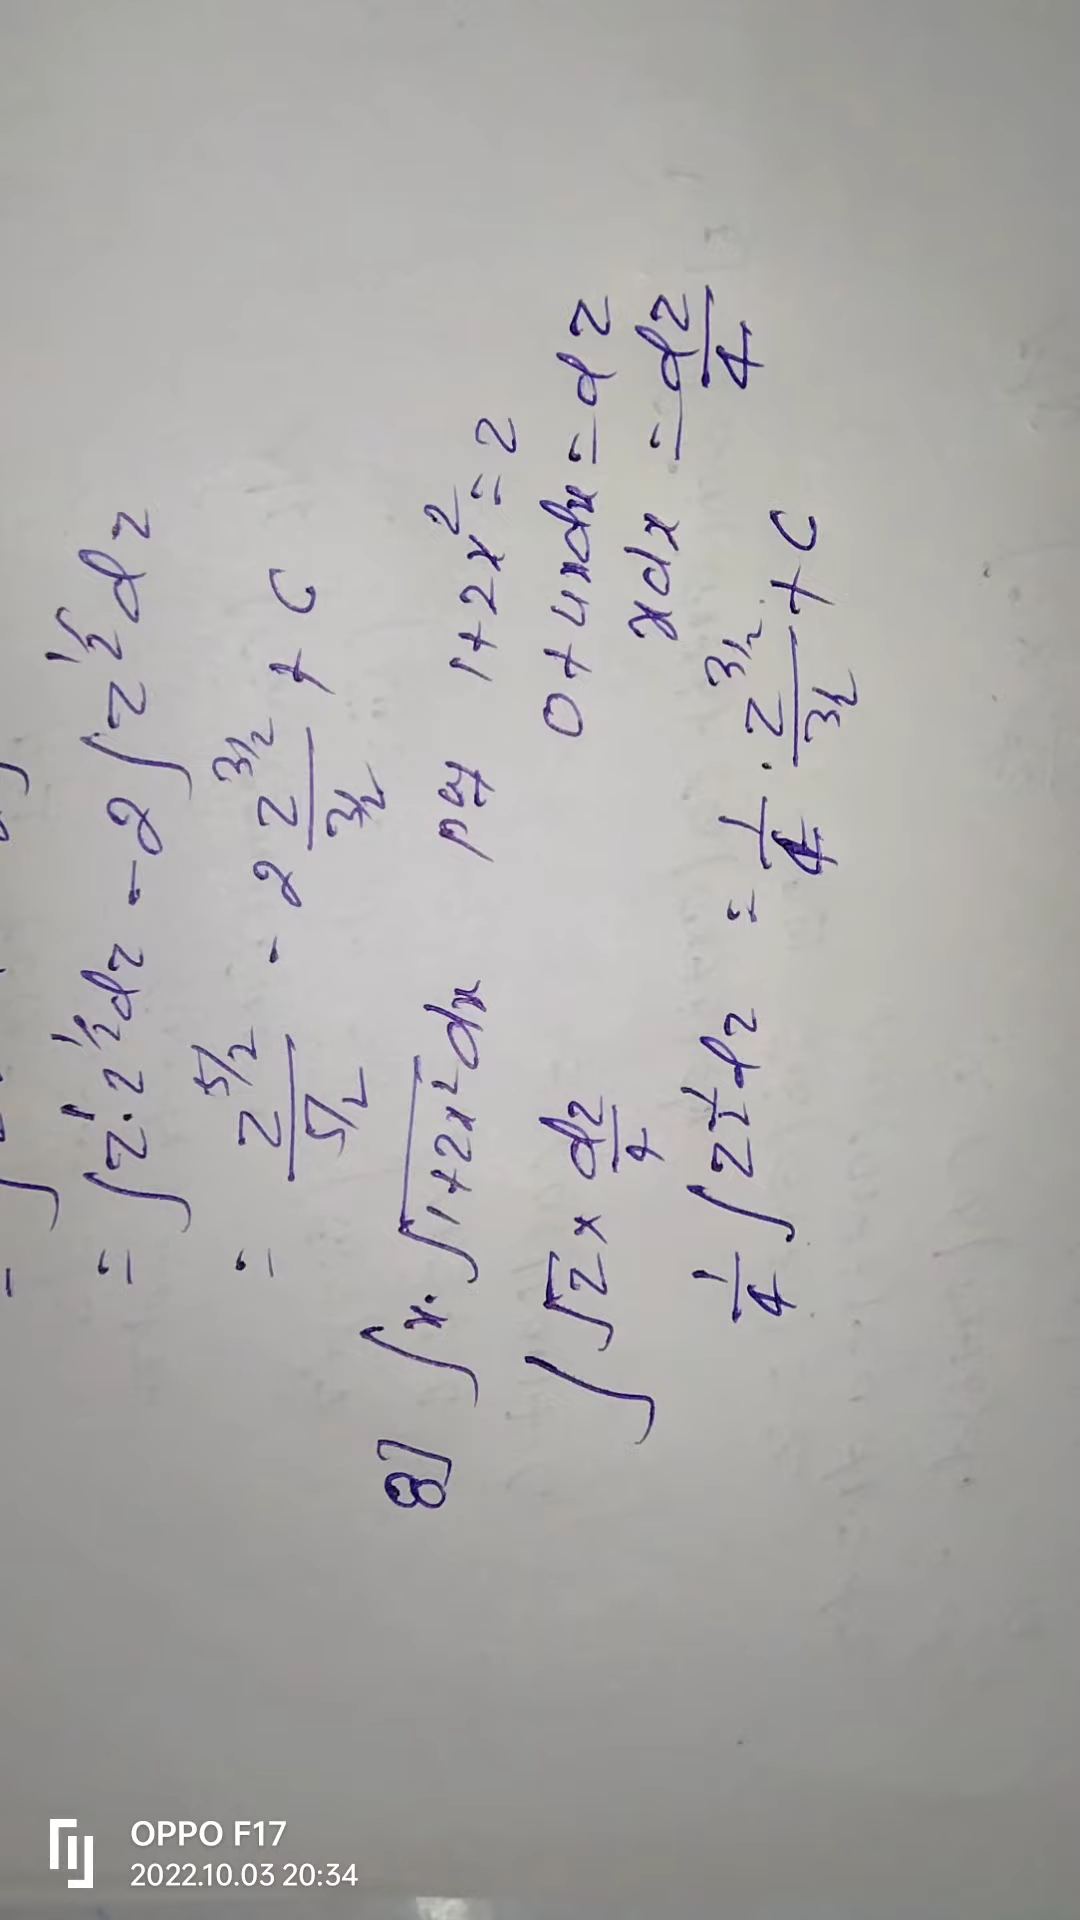 = ∫z¹·z^½dz - 2∫z^½dz
= z^5/2 / 5/2 - 2 z^3/2 / 3/2 + c
8] ∫x·√1+2x² dx put 1+2x² = z
0+4xdx = dz
∫√z × dz/4 xdx = dz/4
1/4 ∫z^½dz = 1/4 · z^3/2 / 3/2 + c
OPPO F17
2022.10.03 20:34